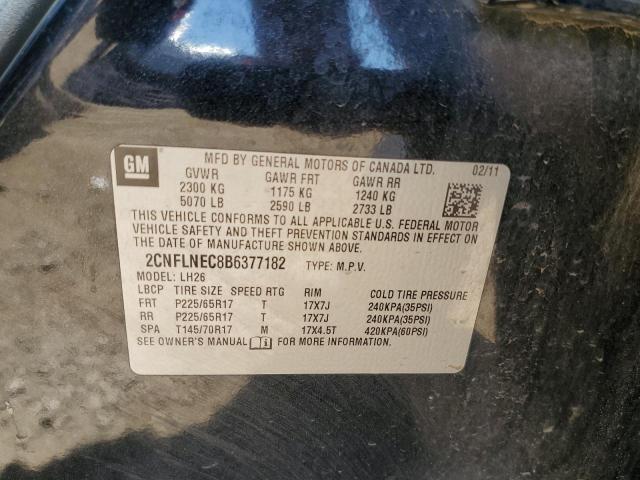 GM
MFD BY GENERAL MOTORS OF CANADA LTD. 02/11
GVWR GAWR FRT GAWR RR
2300 KG 1175 KG 1240 KG
5070 LB 2590 LB 2733 LB
THIS VEHICLE CONFORMS TO ALL APPLICABLE U.S. FEDERAL MOTOR
VEHICLE SAFETY AND THEFT PREVENTION STANDARDS IN EFFECT ON
THE DATE OF MANUFACTURE SHOWN ABOVE.
2CNFLNEC8B6377182 TYPE: M.P.V.
MODEL: LH26
LBCP TIRE SIZE SPEED RTG RIM COLD TIRE PRESSURE
FRT P225/65R17 T 17X7J 240KPA(35PSI)
RR P225/65R17 T 17X7J 240KPA(35PSI)
SPA T145/70R17 M 17X4.5T 420KPA(60PSI)
SEE OWNER'S MANUAL FOR MORE INFORMATION.